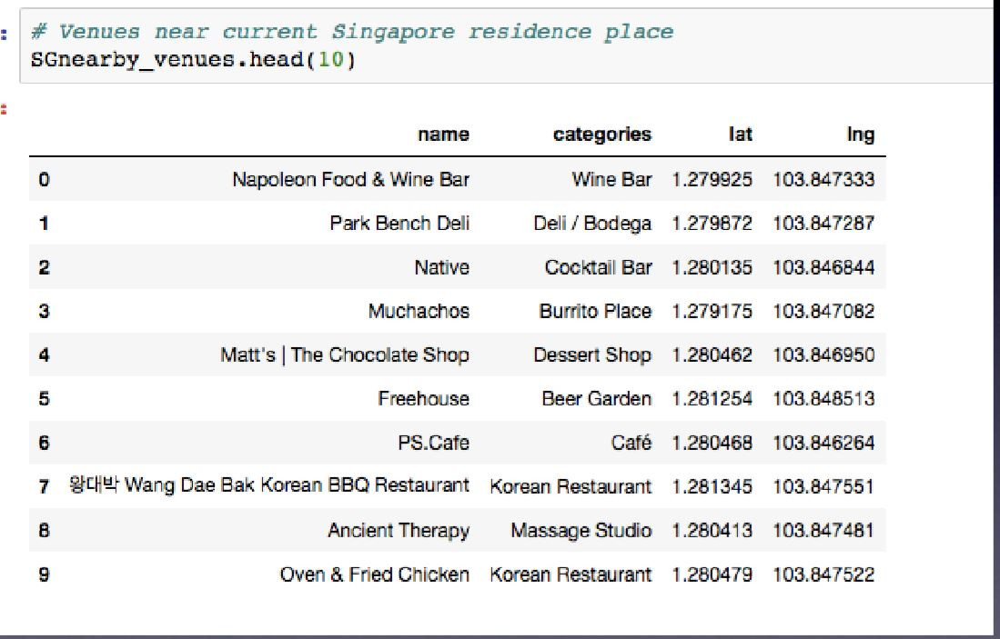 # Venues near current Singapore residence place
SGnearby_venues.head(10)
name categories lat lng
0 Napoleon Food & Wine Bar Wine Bar 1.279925 103.847333
1 Park Bench Deli Deli / Bodega 1.279872 103.847287
2 Native Cocktail Bar 1.280135 103.846844
3 Muchachos Burrito Place 1.279175 103.847082
4 Matt's | The Chocolate Shop Dessert Shop 1.280462 103.846950
5 Freehouse Beer Garden 1.281254 103.848513
6 PS.Cafe Café 1.280468 103.846264
7 왕대박 Wang Dae Bak Korean BBQ Restaurant Korean Restaurant 1.281345 103.847551
8 Ancient Therapy Massage Studio 1.280413 103.847481
9 Oven & Fried Chicken Korean Restaurant 1.280479 103.847522